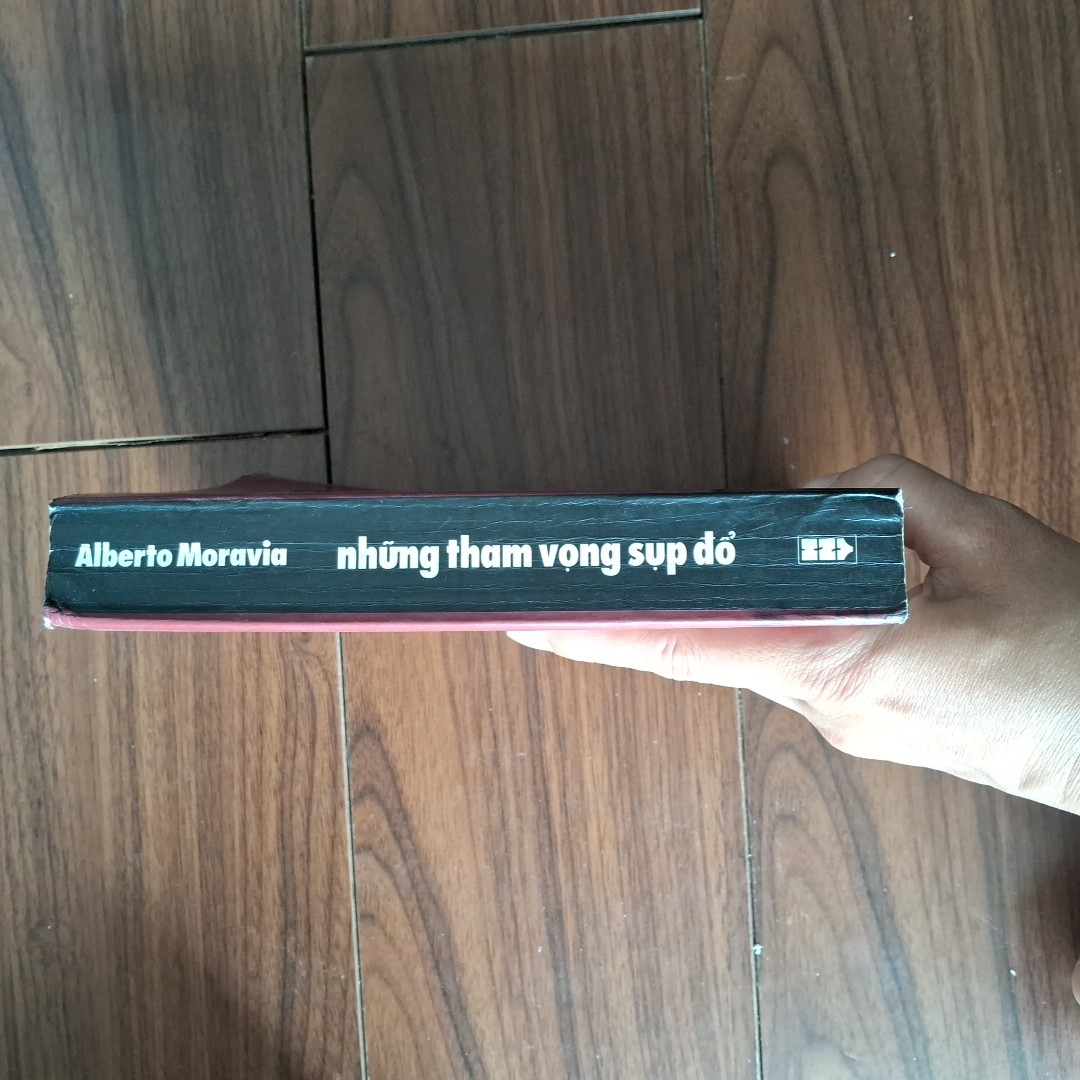 Alberto Moravia những tham vọng sụp đổ